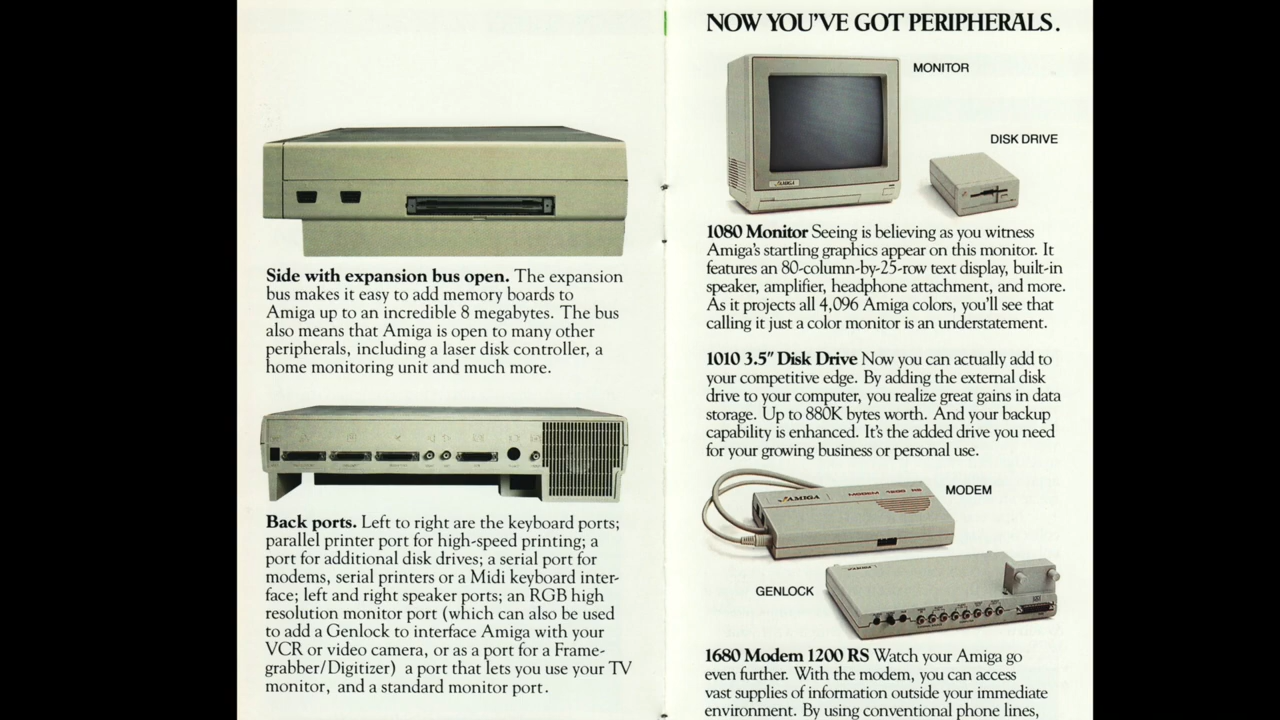 Side with expansion bus open. The expansion
bus makes it easy to add memory boards to
Amiga up to an incredible 8 megabytes. The bus
also means that Amiga is open to many other
peripherals, including a laser disk controller, a
home monitoring unit and much more.
Back ports. Left to right are the keyboard ports;
parallel printer port for high-speed printing; a
port for additional disk drives; a serial port for
modems, serial printers or a Midi keyboard inter-
face; left and right speaker ports; an RGB high
resolution monitor port (which can also be used
to add a Genlock to interface Amiga with your
VCR or video camera, or as a port for a Frame-
grabber/Digitizer) a port that lets you use your TV
monitor, and a standard monitor port.
NOW YOU'VE GOT PERIPHERALS.
MONITOR
DISK DRIVE
AMIGA
1080 Monitor Seeing is believing as you witness
Amiga's startling graphics appear on this monitor. It
features an 80-column-by-25-row text display, built-in
speaker, amplifier, headphone attachment, and more.
As it projects all 4,096 Amiga colors, you'll see that
calling it just a color monitor is an understatement.
1010 3.5" Disk Drive Now you can actually add to
your competitive edge. By adding the external disk
drive to your computer, you realize great gains in data
storage. Up to 880K bytes worth. And your backup
capability is enhanced. It's the added drive you need
for your growing business or personal use.
MODEM
AMIGA MODEM 1200 RS
GENLOCK
AMIGA
1680 Modem 1200 RS Watch your Amiga go
even further. With the modem, you can access
vast supplies of information outside your immediate
environment. By using conventional phone lines,